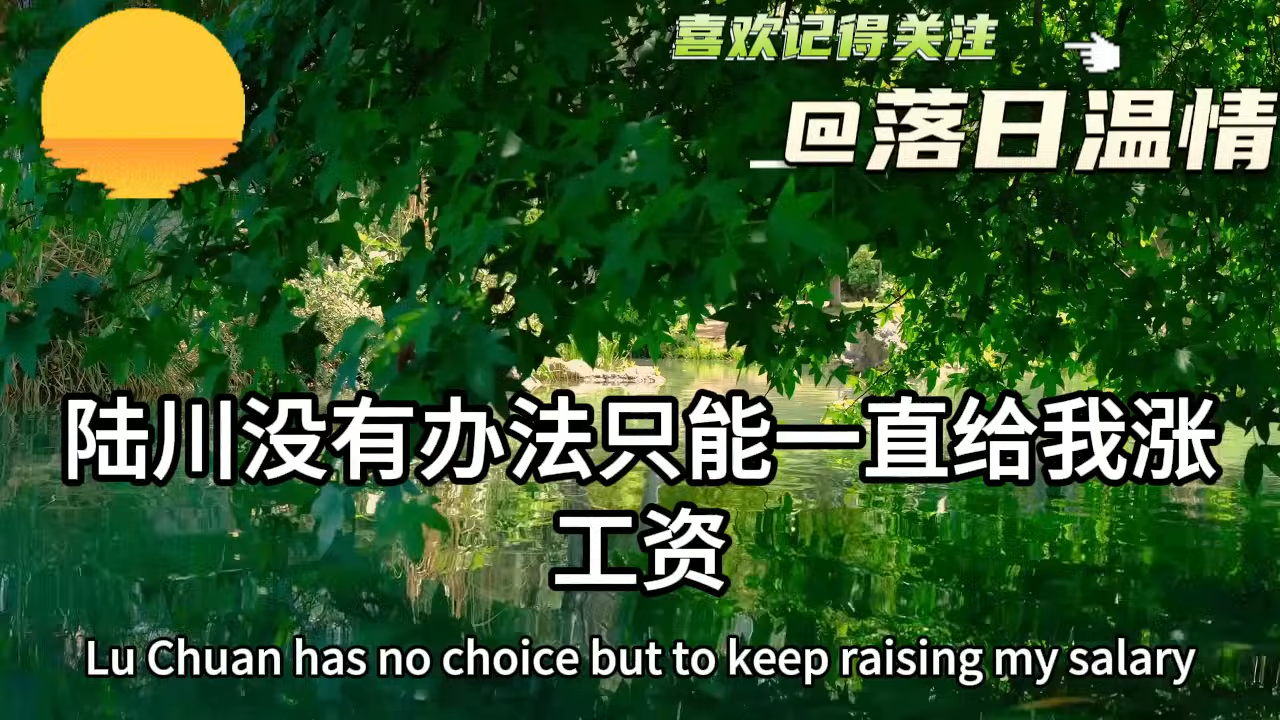 喜欢记得关注
@落日温情
陆川没有办法只能一直给我涨
工资
Lu Chuan has no choice but to keep raising my salary